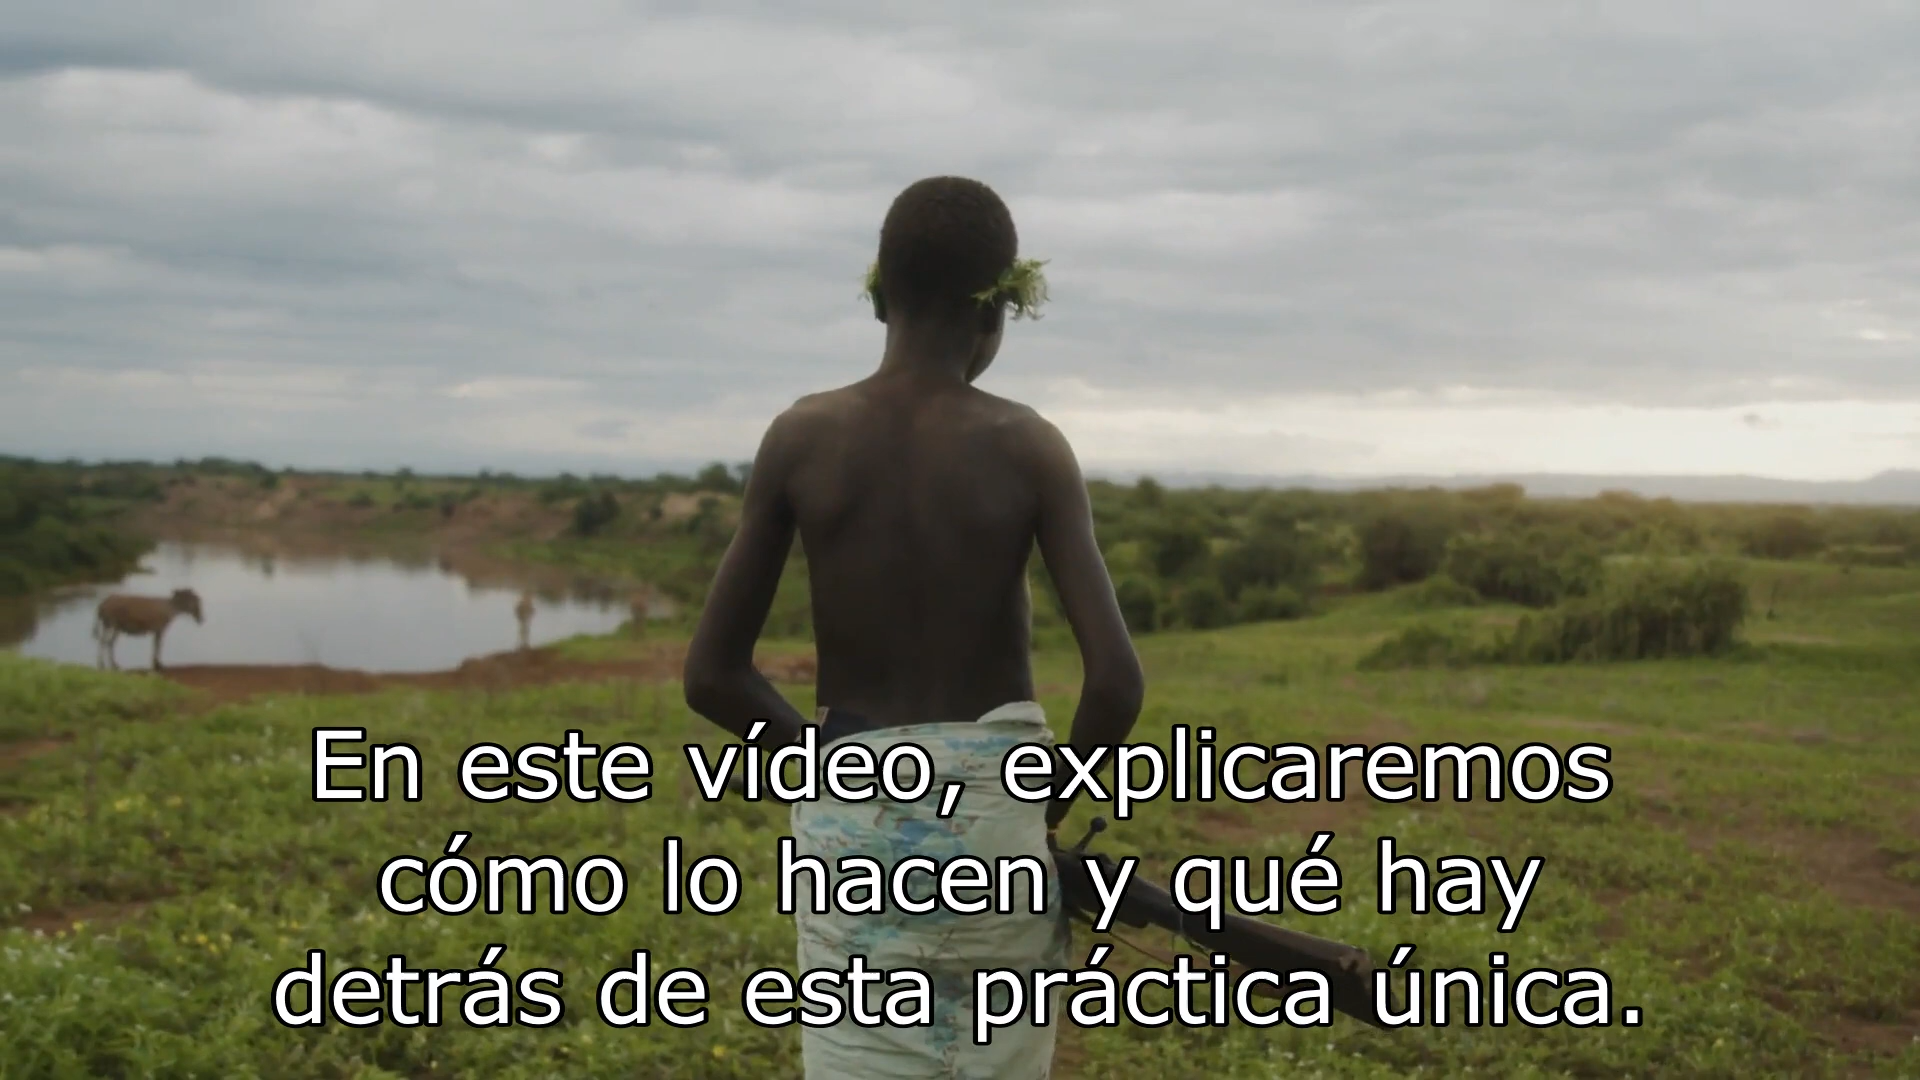 En este vídeo, explicaremos
cómo lo hacen y qué hay
detrás de esta práctica única.